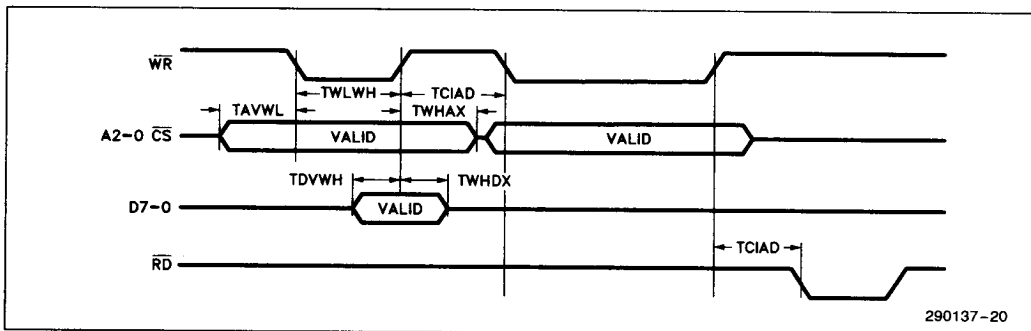 WR
TWLWH TCIAD
TAVWL TWHAX
A2-0 CS VALID VALID
TDVWH TWHDX
D7-0 VALID
TCIAD
RD
290137-20